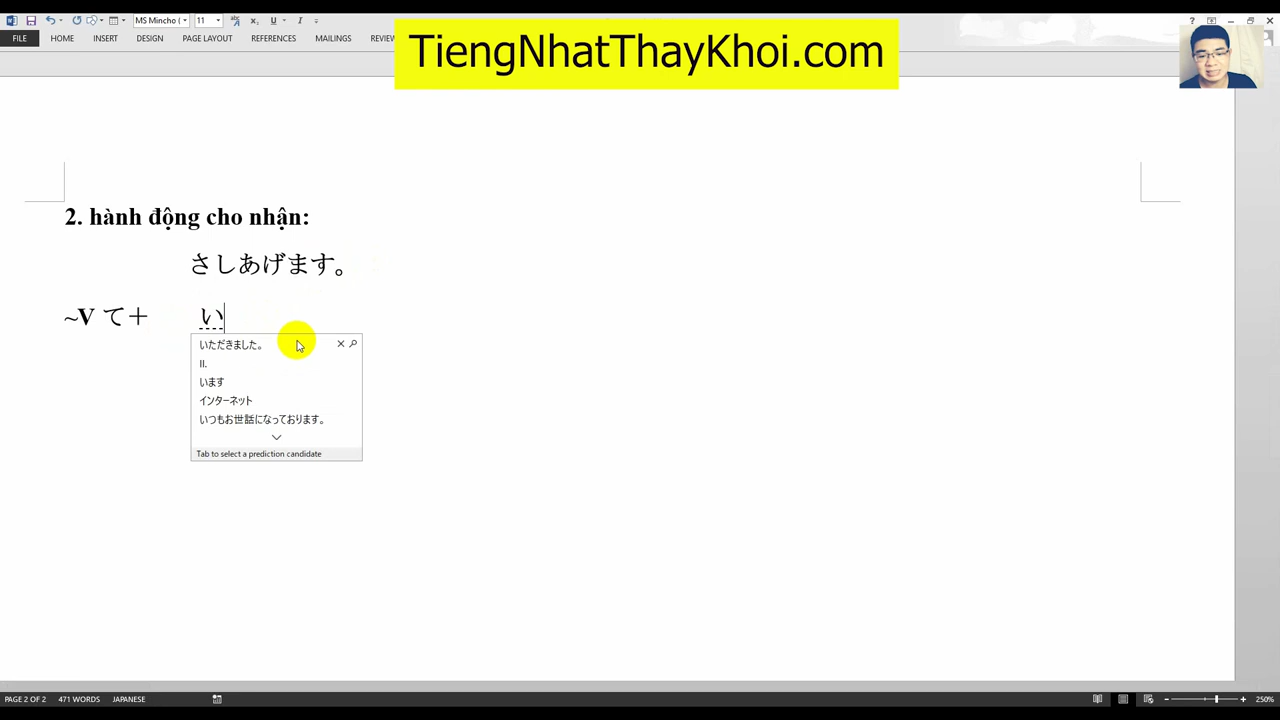 MS Mincho (
11
?
FILE
HOME
INSERT
DESIGN
PAGE LAYOUT
REFERENCES
MAILINGS
REVIEW
TiengNhatThayKhoi.com
2. hành động cho nhận:
さしあげます。
~V て＋ い
いただきました。
II.
います
インターネット
いつもお世話になっております。
Tab to select a prediction candidate
PAGE 2 OF 2
471 WORDS
JAPANESE
250%